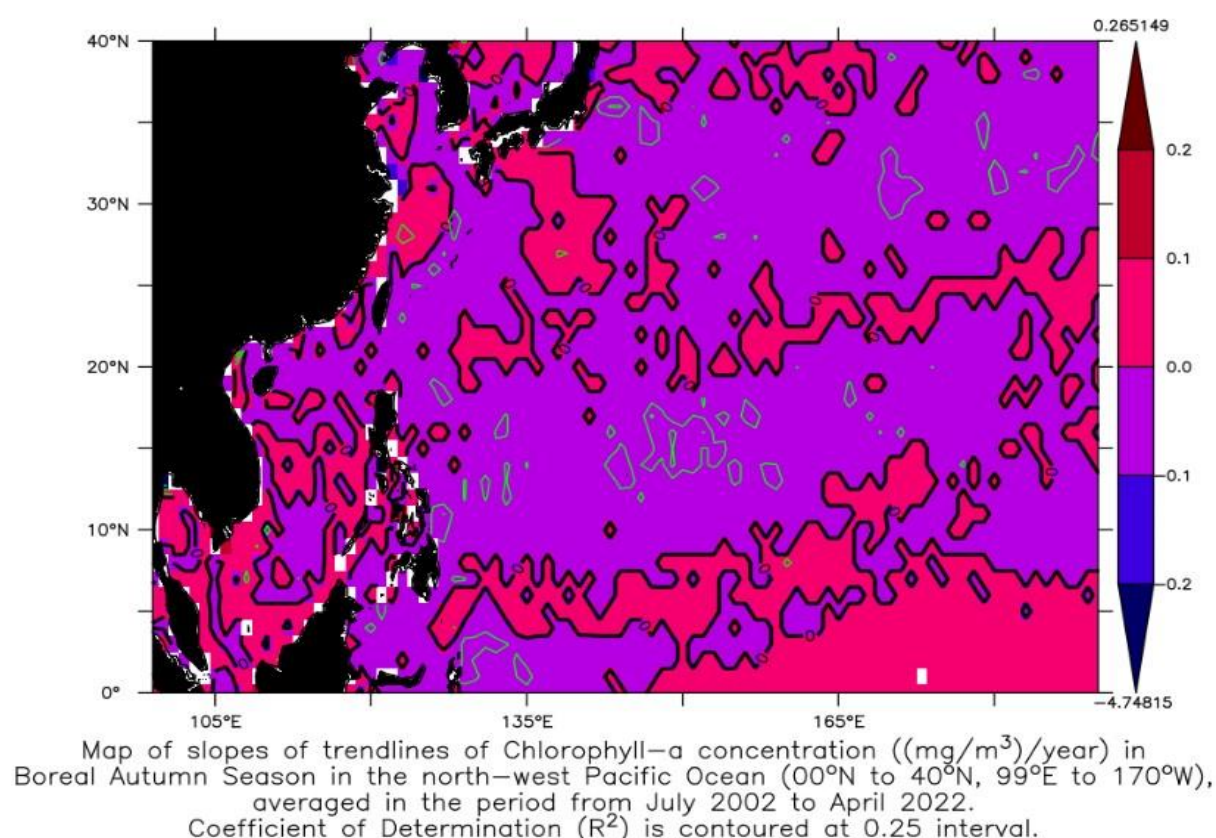 0.265149
40°N
30°N
20°N
10°N
0°
0.2
0.1
0.0
−0.1
−0.2
−4.74815
105°E
135°E
165°E
Map of slopes of trendlines of Chlorophyll−a concentration ((mg/m³)/year) in
Boreal Autumn Season in the north−west Pacific Ocean (00°N to 40°N, 99°E to 170°W),
averaged in the period from July 2002 to April 2022.
Coefficient of Determination (R²) is contoured at 0.25 interval.